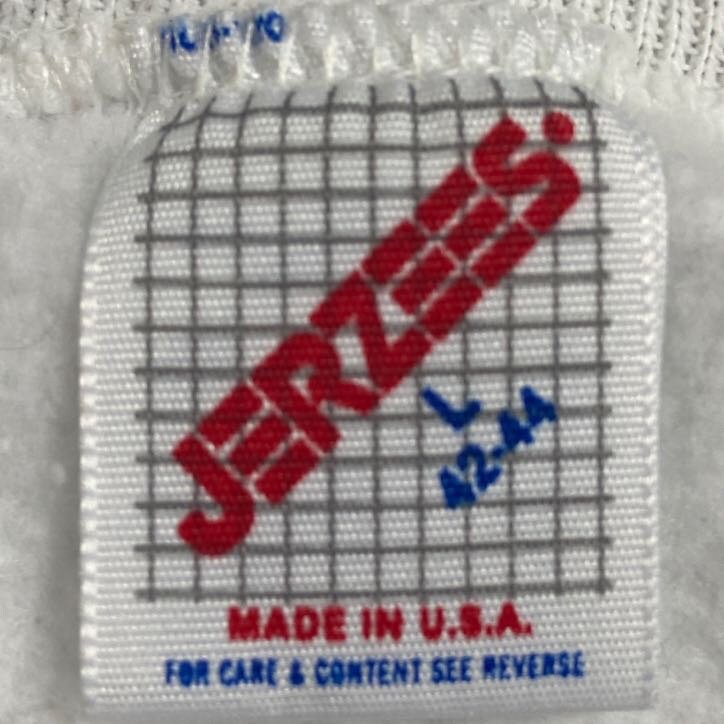 JERZEES.
L
42-44
MADE IN U.S.A.
FOR CARE & CONTENT SEE REVERSE